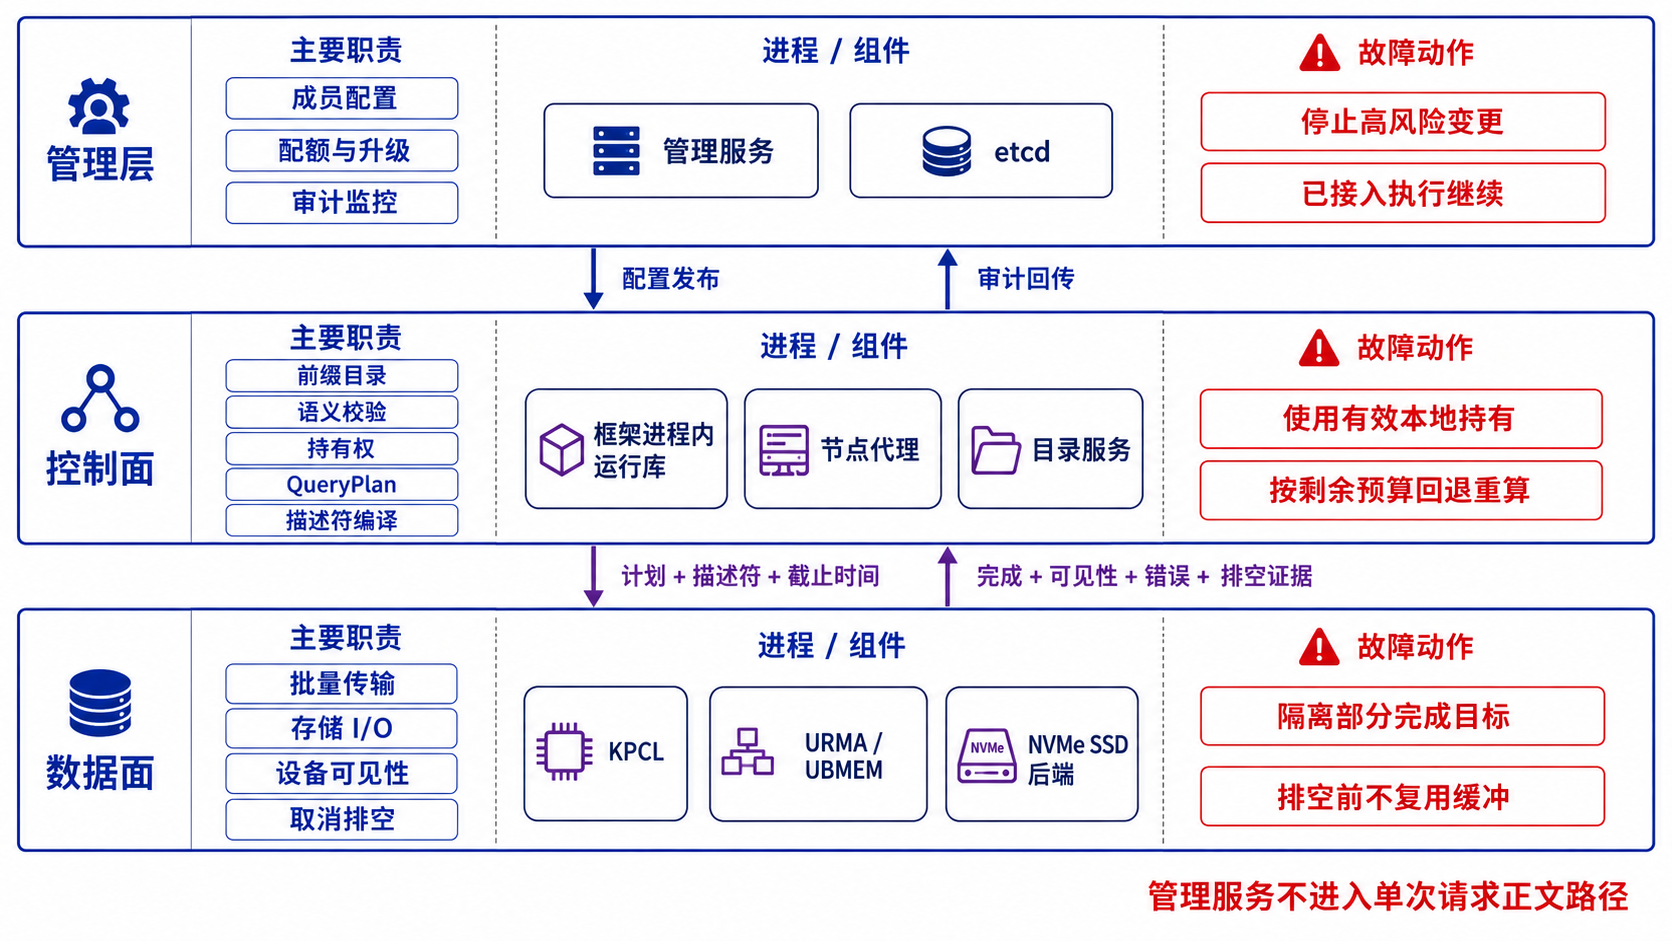 管理层
主要职责
成员配置
配额与升级
审计监控
进程 / 组件
管理服务
etcd
故障动作
停止高风险变更
已接入执行继续
配置发布
审计回传
控制面
主要职责
前缀目录
语义校验
持有权
QueryPlan
描述符编译
进程 / 组件
框架进程内
运行库
节点代理
目录服务
故障动作
使用有效本地持有
按剩余预算回退重算
计划 + 描述符 + 截止时间
完成 + 可见性 + 错误 + 排空证据
数据面
主要职责
批量传输
存储 I/O
设备可见性
取消排空
进程 / 组件
KPCL
URMA /
UBMEM
NVMe
NVMe SSD
后端
故障动作
隔离部分完成目标
排空前不复用缓冲
管理服务不进入单次请求正文路径